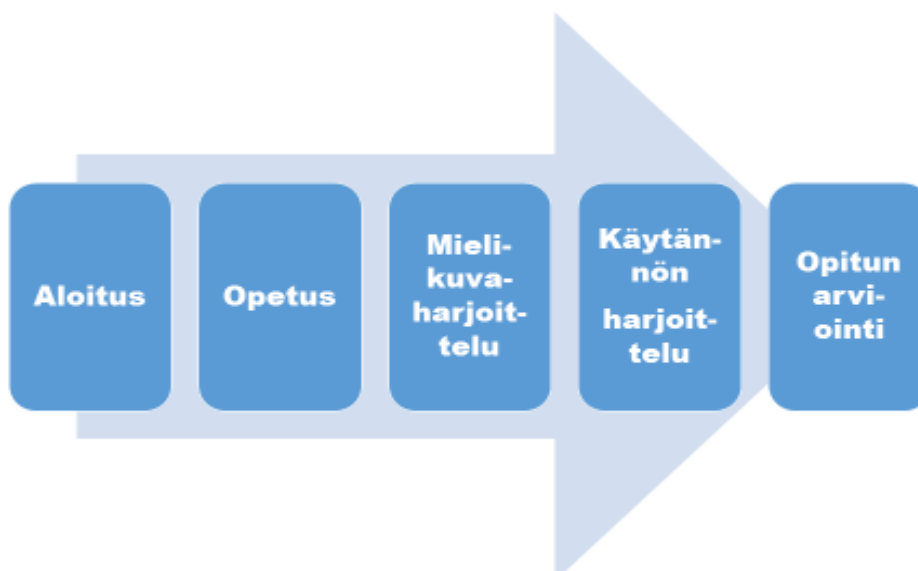 Aloitus
Opetus
Mieli-
kuva-
harjoit-
telu
Käytän-
nön
harjoit-
telu
Opitun
arvi-
ointi